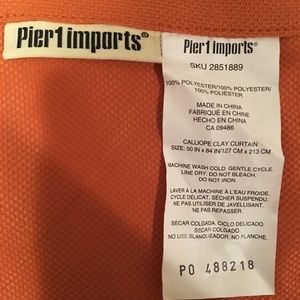 Pier1 imports®
Pier1 imports®
SKU 2851889
100% POLYESTER/100% POLYESTER/
100% POLIÉSTER
MADE IN CHINA
FABRIQUÉ EN CHINE
HECHO EN CHINA
CA 09486
CALLIOPE CLAY CURTAIN
SIZE: 50 IN x 84 IN/127 CM x 213 CM
MACHINE WASH COLD. GENTLE CYCLE.
LINE DRY. DO NOT BLEACH.
DO NOT IRON.
LAVER À LA MACHINE À L'EAU FROIDE.
CYCLE DÉLICAT. SÉCHER SUSPENDU.
NE PAS UTILISER DE JAVELLISANT.
NE PAS REPASSER.
SECAR COLGADA. CICLO DELICADO.
SECAR COLGADA.
NO USE BLANQUEADOR. NO PLANCHE.
PO 488218